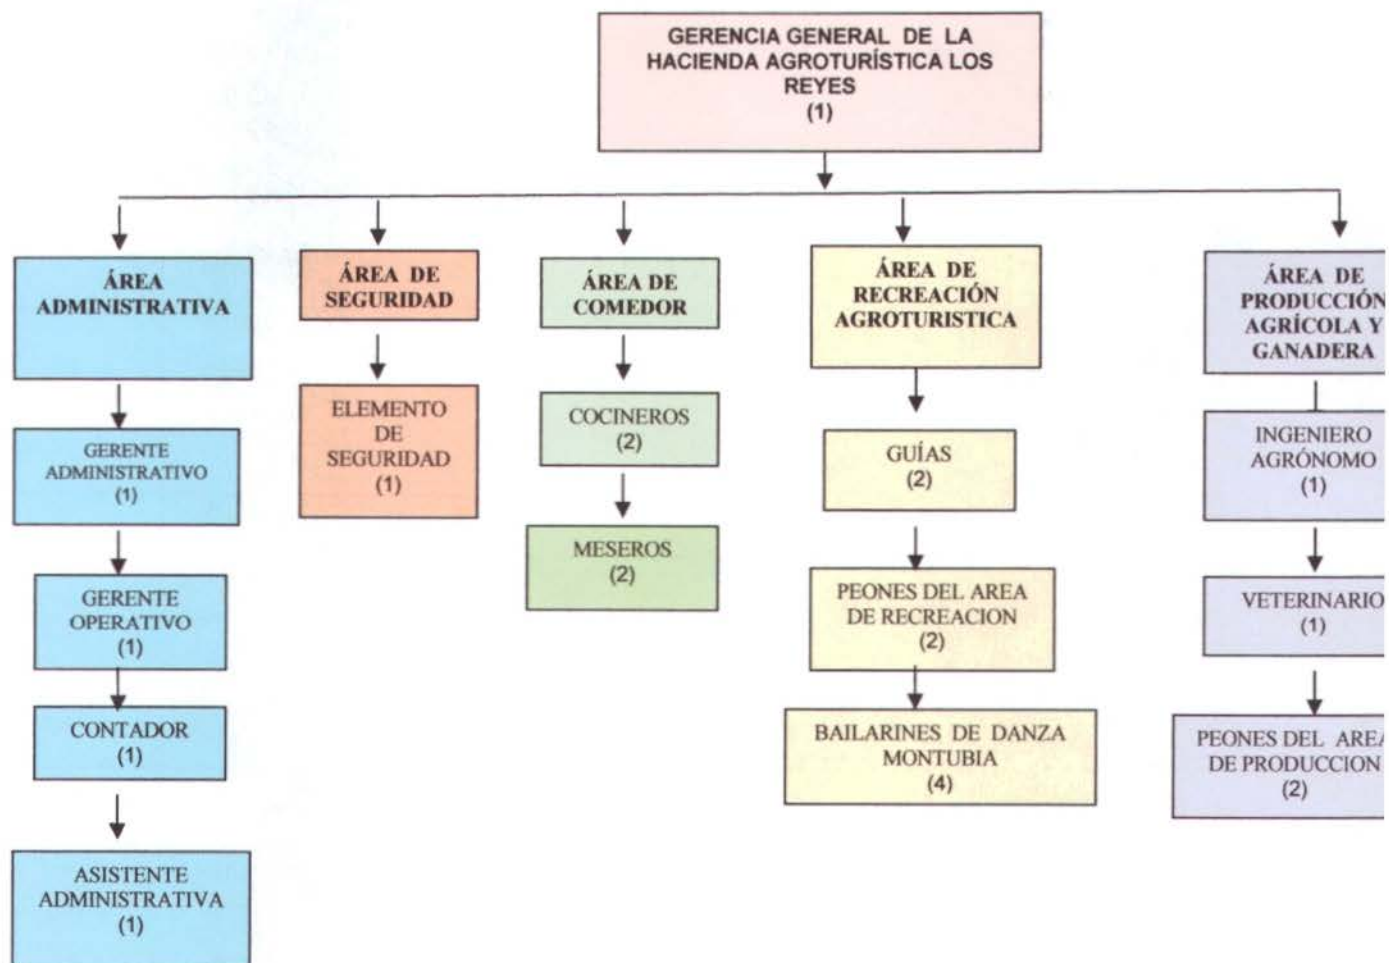 GERENCIA GENERAL DE LA
HACIENDA AGROTURÍSTICA LOS
REYES
(1)
ÁREA
ADMINISTRATIVA
GERENTE
ADMINISTRATIVO
(1)
GERENTE
OPERATIVO
(1)
CONTADOR
(1)
ASISTENTE
ADMINISTRATIVA
(1)
ÁREA DE
SEGURIDAD
ELEMENTO
DE
SEGURIDAD
(1)
ÁREA DE
COMEDOR
COCINEROS
(2)
MESEROS
(2)
ÁREA DE
RECREACIÓN
AGROTURISTICA
GUÍAS
(2)
PEONES DEL AREA
DE RECREACION
(2)
BAILARINES DE DANZA
MONTUBIA
(4)
ÁREA DE
PRODUCCIÓN
AGRÍCOLA Y
GANADERA
INGENIERO
AGRÓNOMO
(1)
VETERINARIO
(1)
PEONES DEL AREA
DE PRODUCCION
(2)